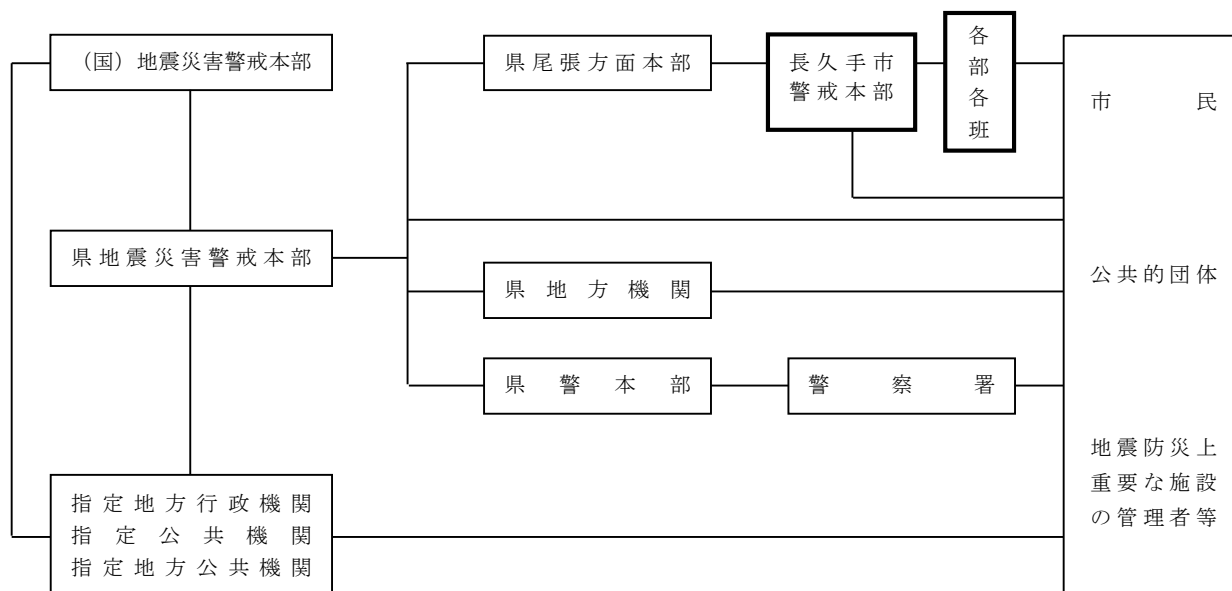 （国）地震災害警戒本部
県尾張方面本部
長久手市
警戒本部
各部各班
市民
県地震災害警戒本部
県地方機関
公共的団体
県警本部
警察署
地震防災上
重要な施設
の管理者等
指定地方行政機関
指定公共機関
指定地方公共機関